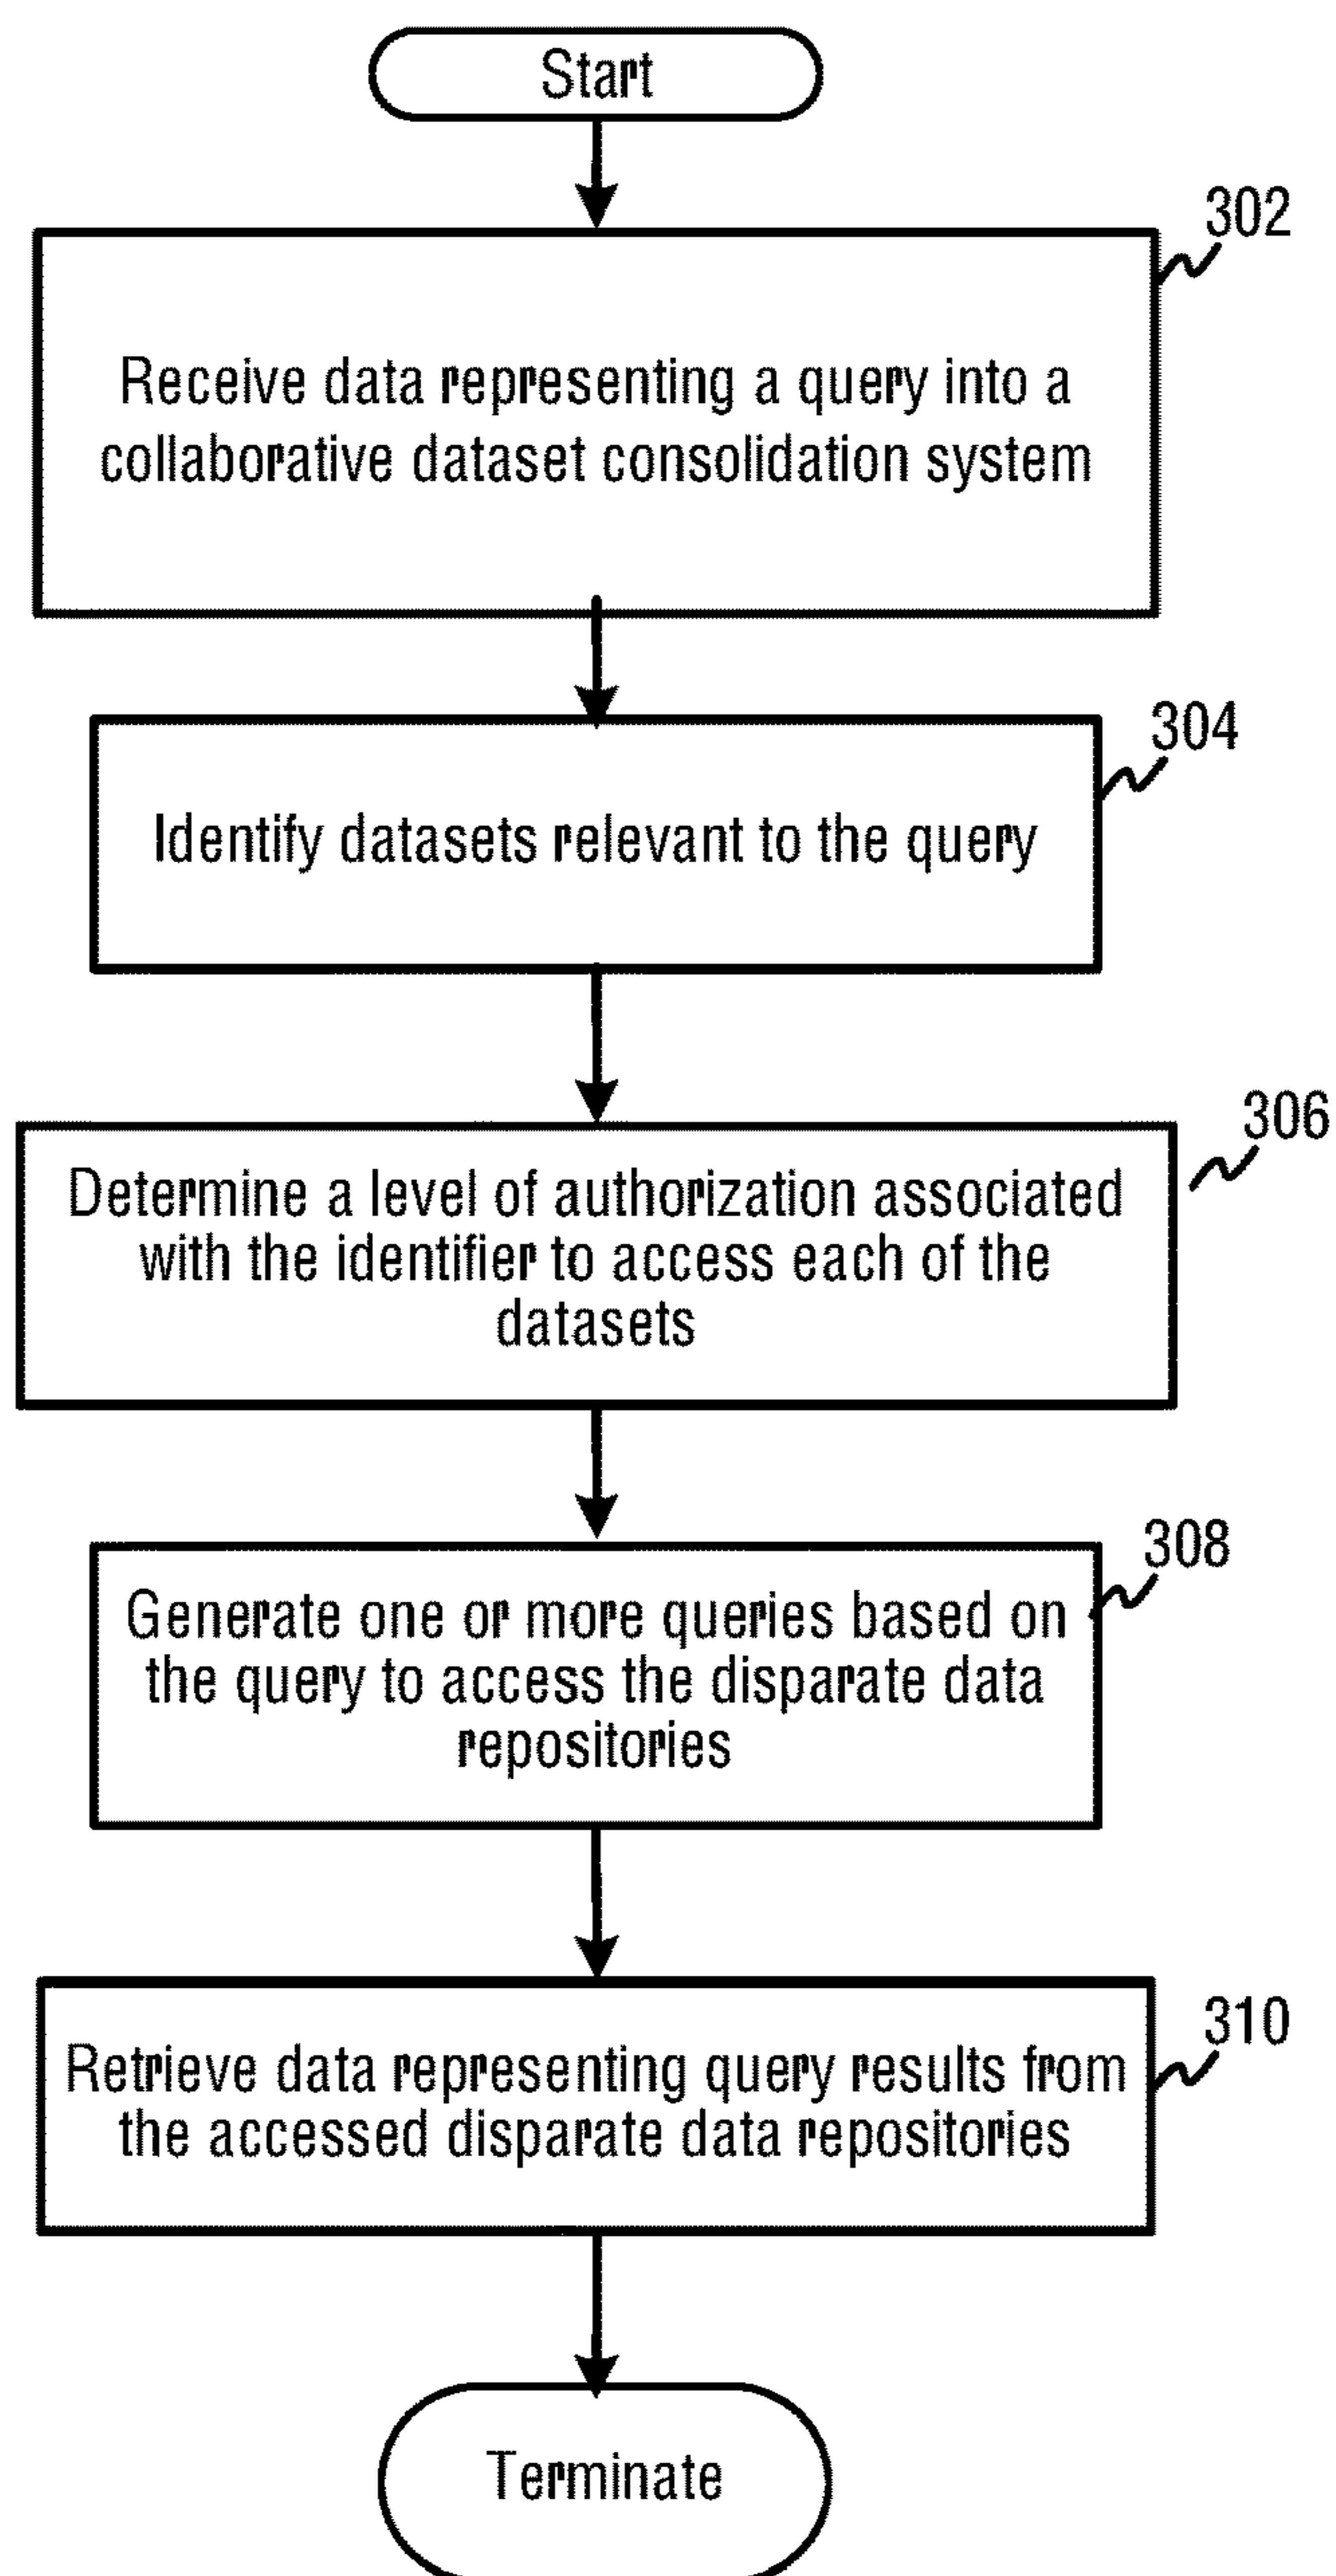 Start
302
Receive data representing a query into a
collaborative dataset consolidation system
304
Identify datasets relevant to the query
306
Determine a level of authorization associated
with the identifier to access each of the
datasets
308
Generate one or more queries based on
the query to access the disparate data
repositories
310
Retrieve data representing query results from
the accessed disparate data repositories
Terminate